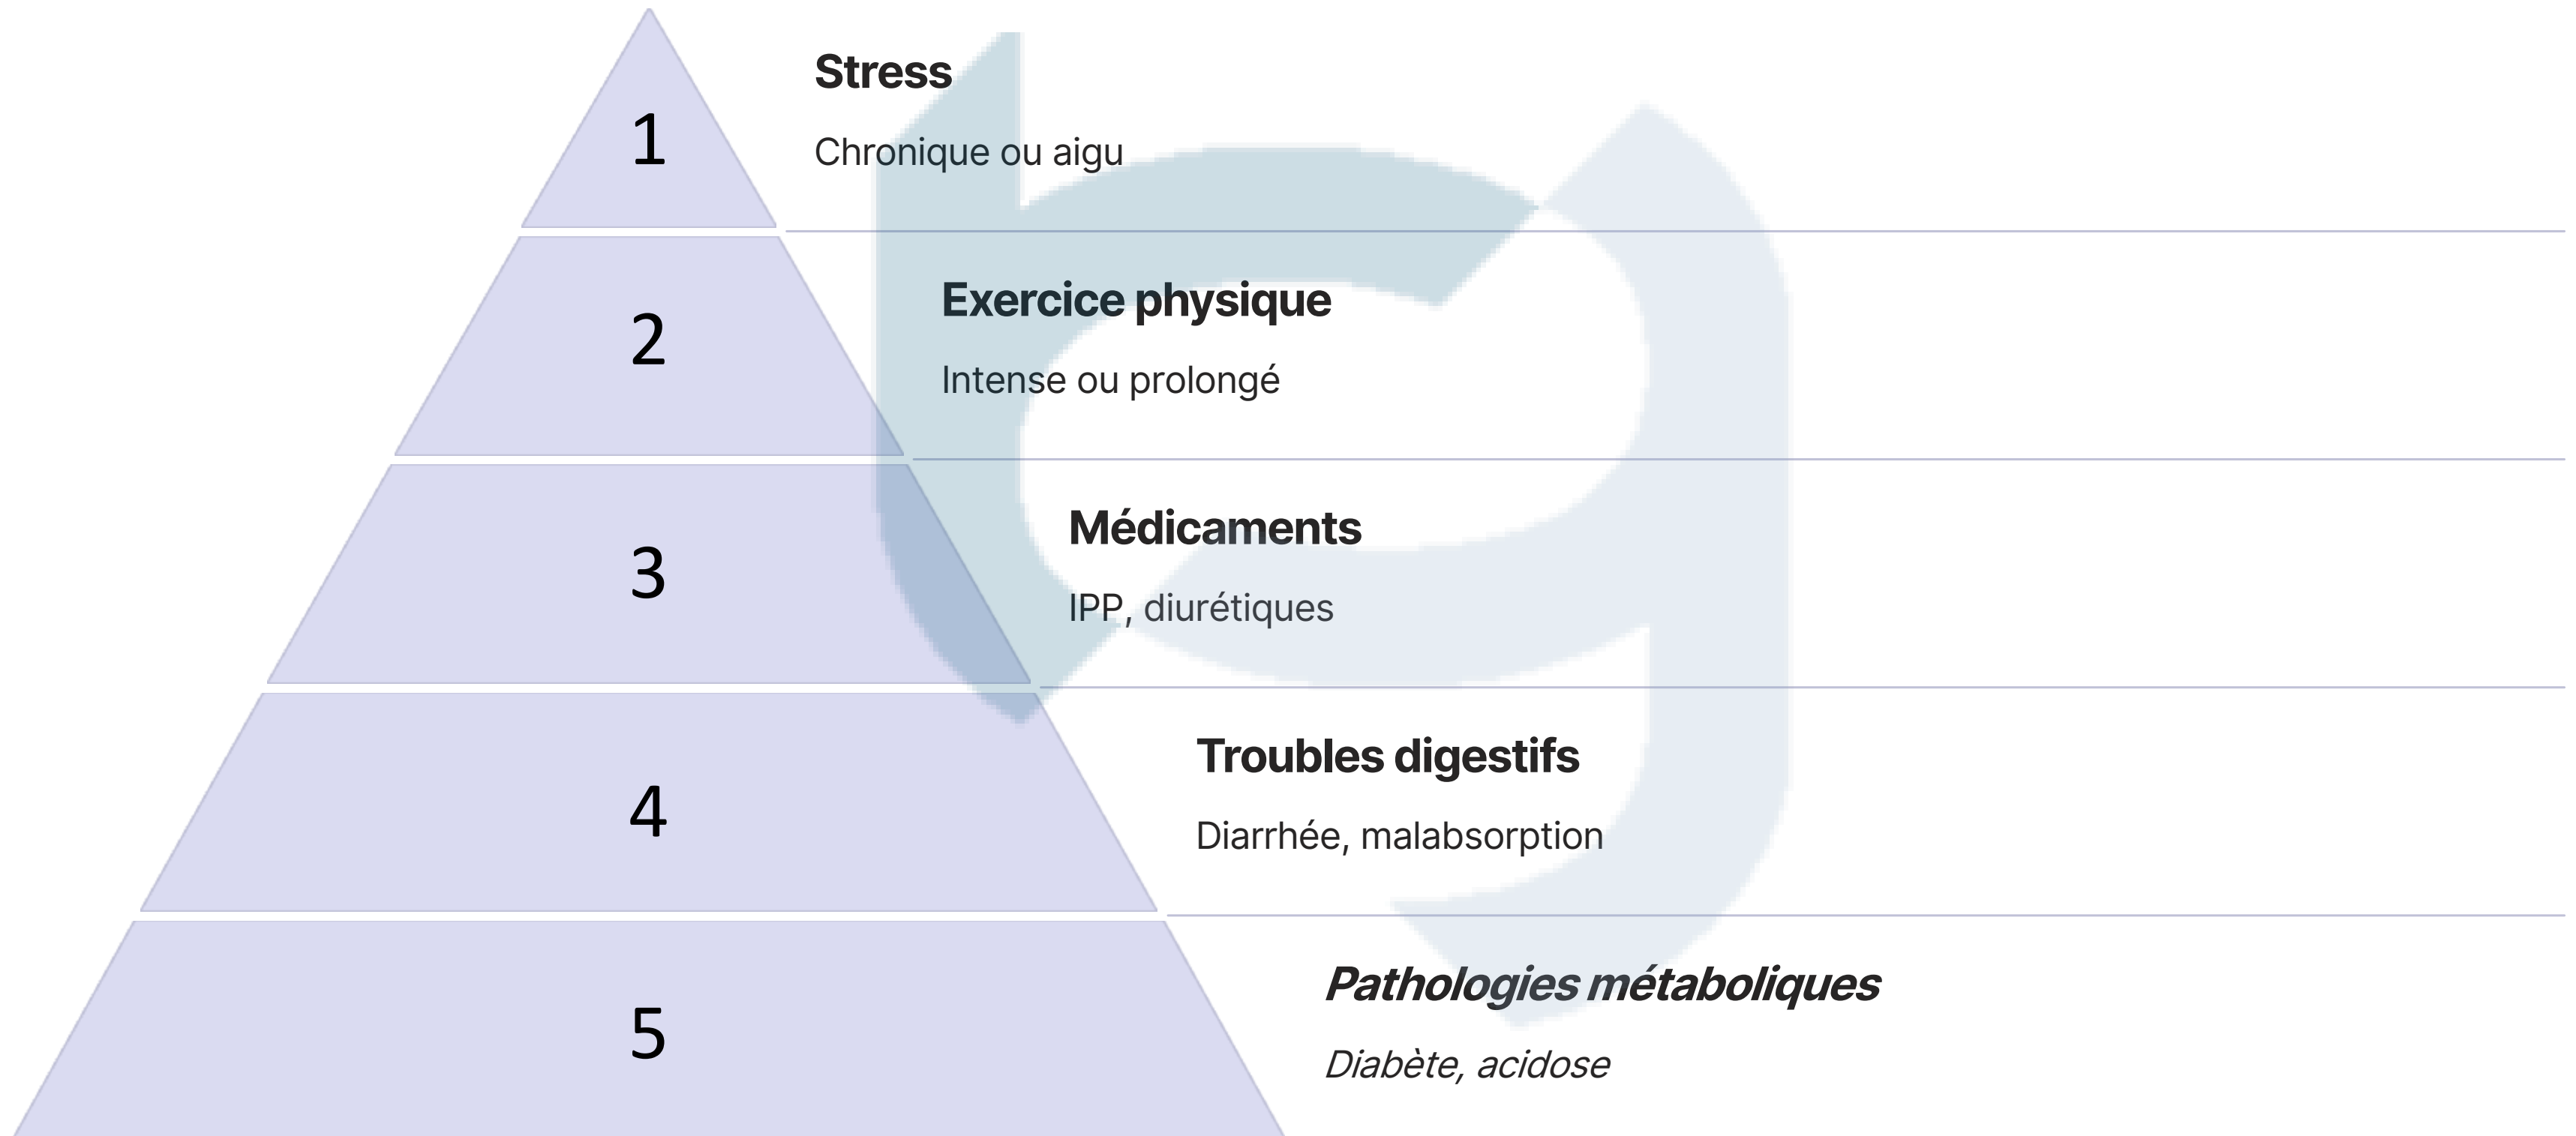 1
Stress
Chronique ou aigu
2
Exercice physique
Intense ou prolongé
3
Médicaments
IPP, diurétiques
4
Troubles digestifs
Diarrhée, malabsorption
5
Pathologies métaboliques
Diabète, acidose